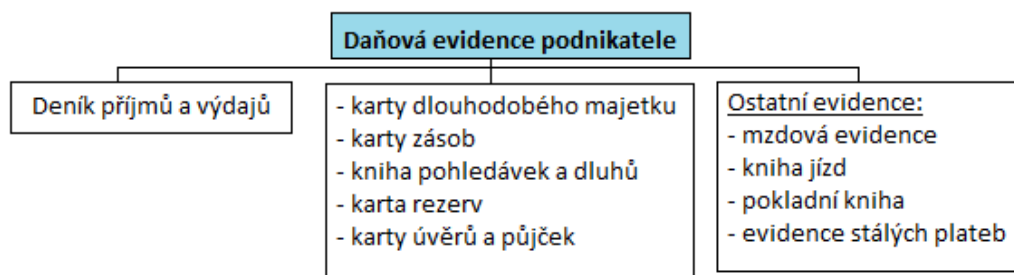 Daňová evidence podnikatele
Deník příjmů a výdajů
- karty dlouhodobého majetku
- karty zásob
- kniha pohledávek a dluhů
- karta rezerv
- karty úvěrů a půjček
Ostatní evidence:
- mzdová evidence
- kniha jízd
- pokladní kniha
- evidence stálých plateb